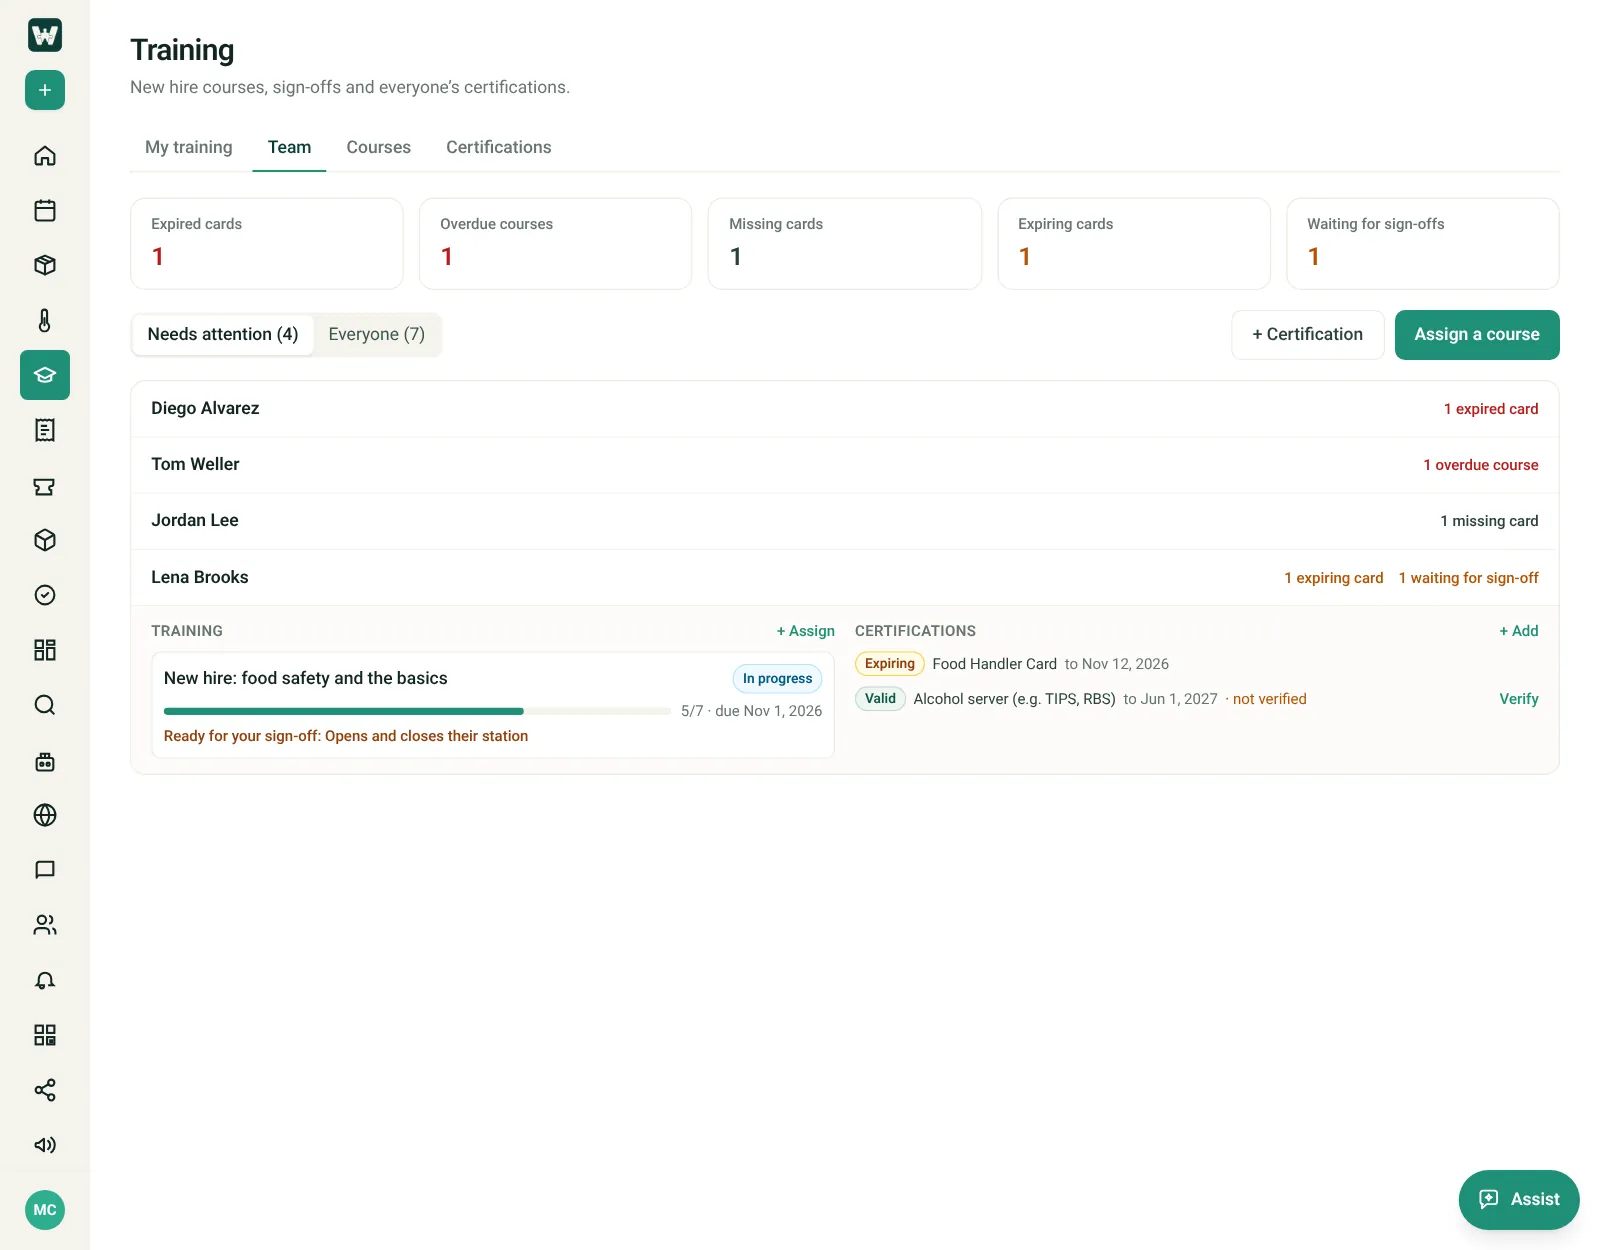 W
+
Training
New hire courses, sign-offs and everyone’s certifications.
My training Team Courses Certifications
Expired cards
1
Overdue courses
1
Missing cards
1
Expiring cards
1
Waiting for sign-offs
1
Needs attention (4) Everyone (7)
+ Certification
Assign a course
Diego Alvarez 1 expired card
Tom Weller 1 overdue course
Jordan Lee 1 missing card
Lena Brooks 1 expiring card 1 waiting for sign-off
TRAINING + Assign
New hire: food safety and the basics In progress
5/7 · due Nov 1, 2026
Ready for your sign-off: Opens and closes their station
CERTIFICATIONS + Add
Expiring Food Handler Card to Nov 12, 2026
Valid Alcohol server (e.g. TIPS, RBS) to Jun 1, 2027 · not verified Verify
MC
Assist